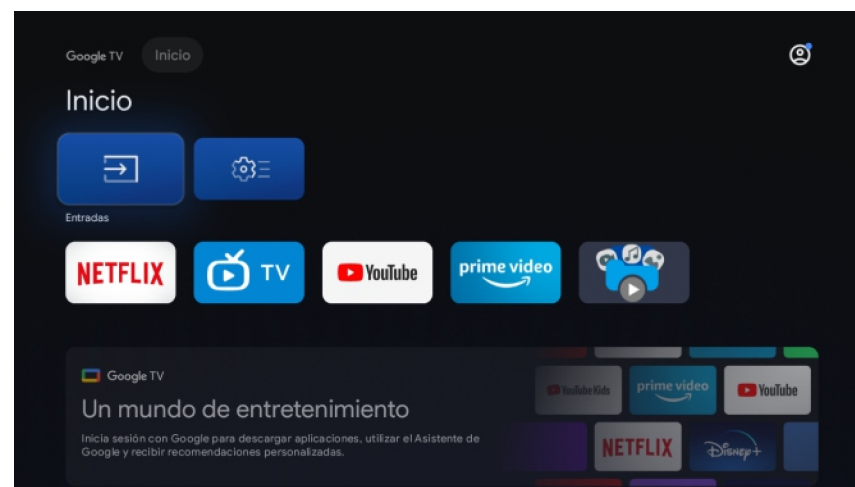 Google TV
Inicio
Inicio
Entradas
NETFLIX
TV
YouTube
prime video
Google TV
Un mundo de entretenimiento
Inicia sesión con Google para descargar aplicaciones, utilizar el Asistente de
Google y recibir recomendaciones personalizadas.
YouTube Kids
prime video
YouTube
NETFLIX
Disney+